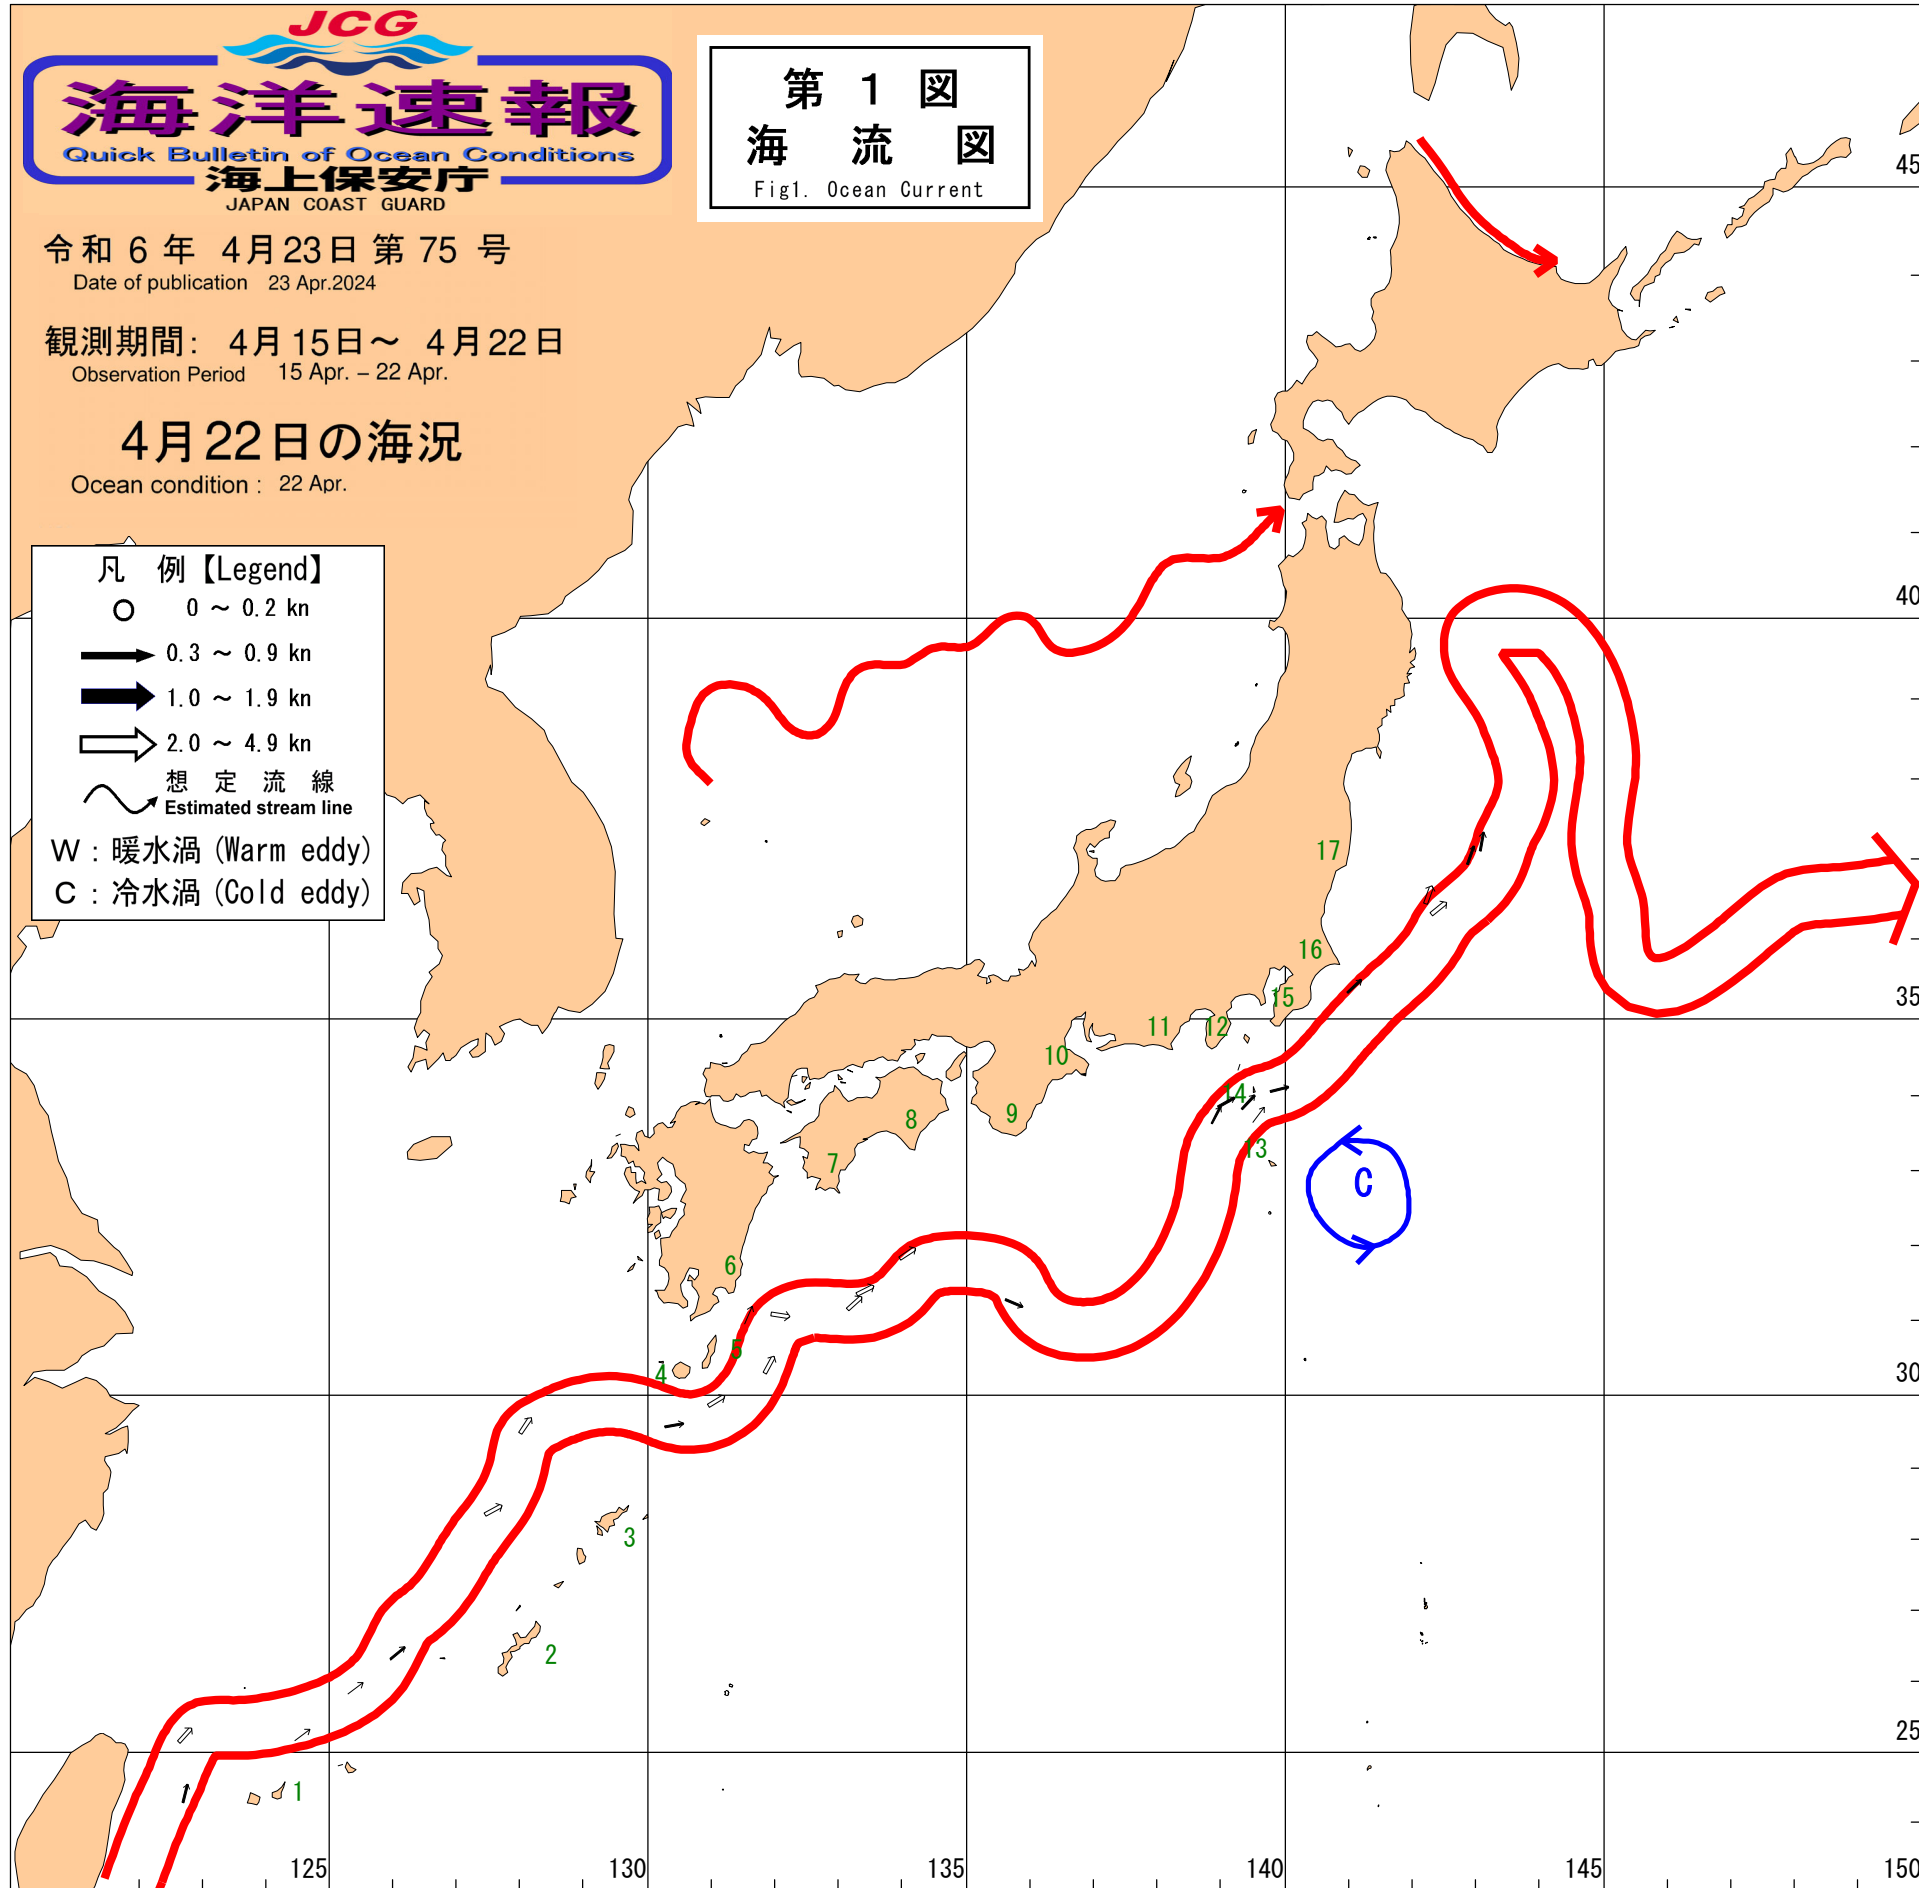 JCG
海洋速報
Quick Bulletin of Ocean Conditions
海上保安庁
JAPAN COAST GUARD
令和 6 年 4月23日 第 75 号
Date of publication 23 Apr.2024
観測期間: 4月15日～ 4月22日
Observation Period 15 Apr. – 22 Apr.
4月22日の海況
Ocean condition : 22 Apr.
第 1 図
海 流 図
Fig1. Ocean Current
凡 例【Legend】
0 ～ 0.2 kn
0.3 ～ 0.9 kn
1.0 ～ 1.9 kn
2.0 ～ 4.9 kn
想 定 流 線
Estimated stream line
W : 暖水渦 (Warm eddy)
C : 冷水渦 (Cold eddy)
45
40
17
16
35
15
12
11
10
14
9
8
13
7
C
6
5
4
30
3
2
25
1
125
130
135
140
145
150